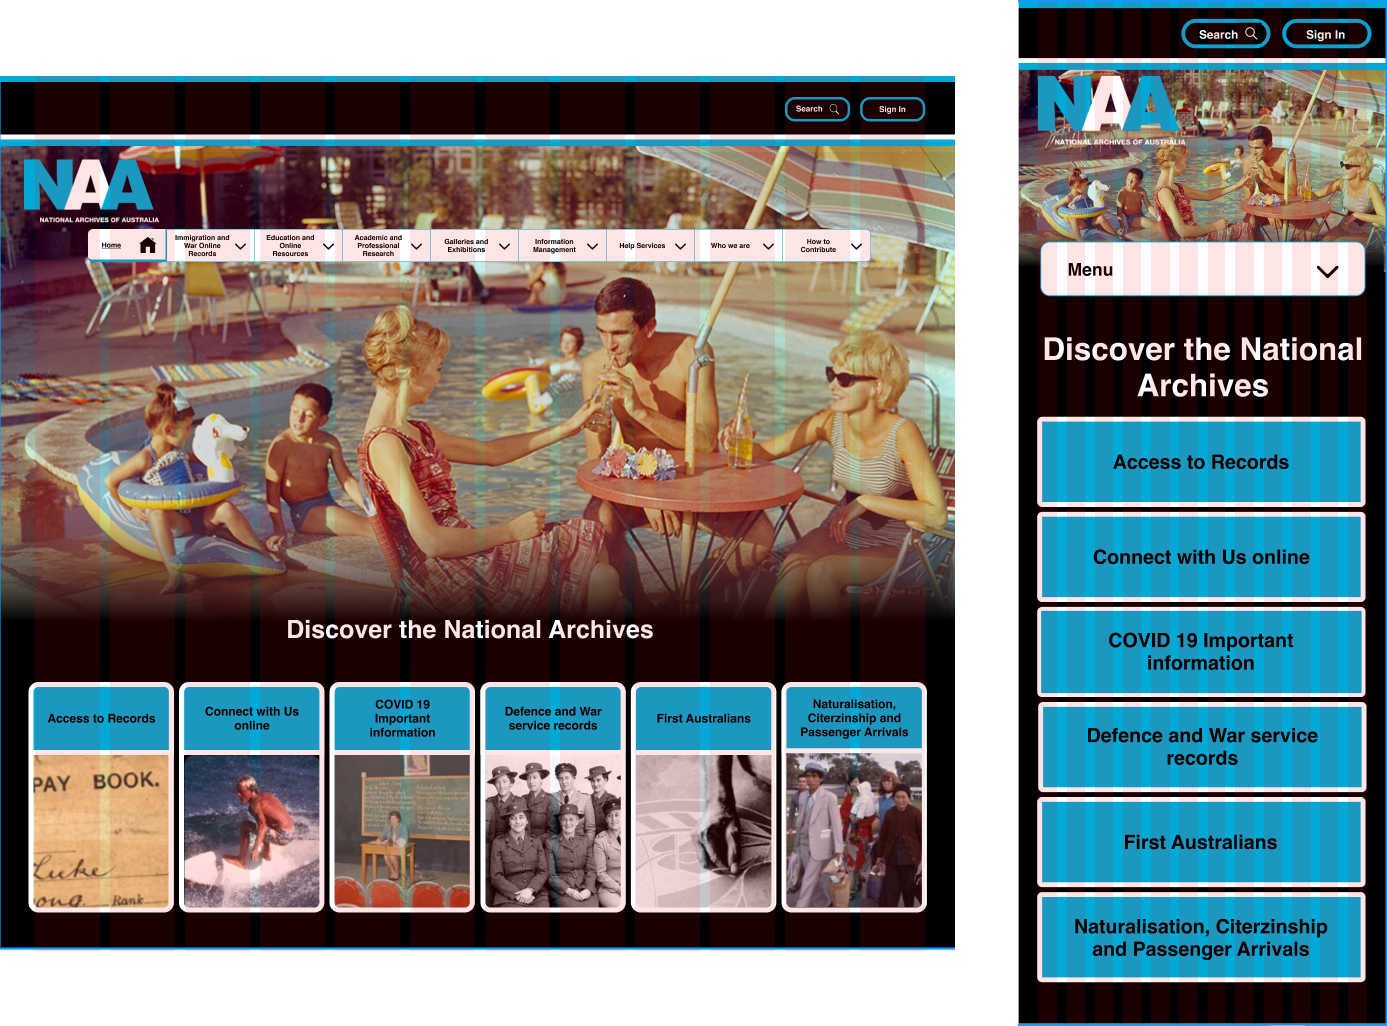 Search
Sign In
NAA
NATIONAL ARCHIVES OF AUSTRALIA
Home
Immigration and
War Online
Records
Education and
Online
Resources
Academic and
Professional
Research
Galleries and
Exhibitions
Information
Management
Help Services
Who we are
How to
Contribute
Discover the National Archives
Access to Records
Connect with Us
online
COVID 19
Important
information
Defence and War
service records
First Australians
Naturalisation,
Citerzinship and
Passenger Arrivals
PAY BOOK.
Luke
Rank
Search
Sign In
NAA
NATIONAL ARCHIVES OF AUSTRALIA
Menu
Discover the National
Archives
Access to Records
Connect with Us online
COVID 19 Important
information
Defence and War service
records
First Australians
Naturalisation, Citerzinship
and Passenger Arrivals